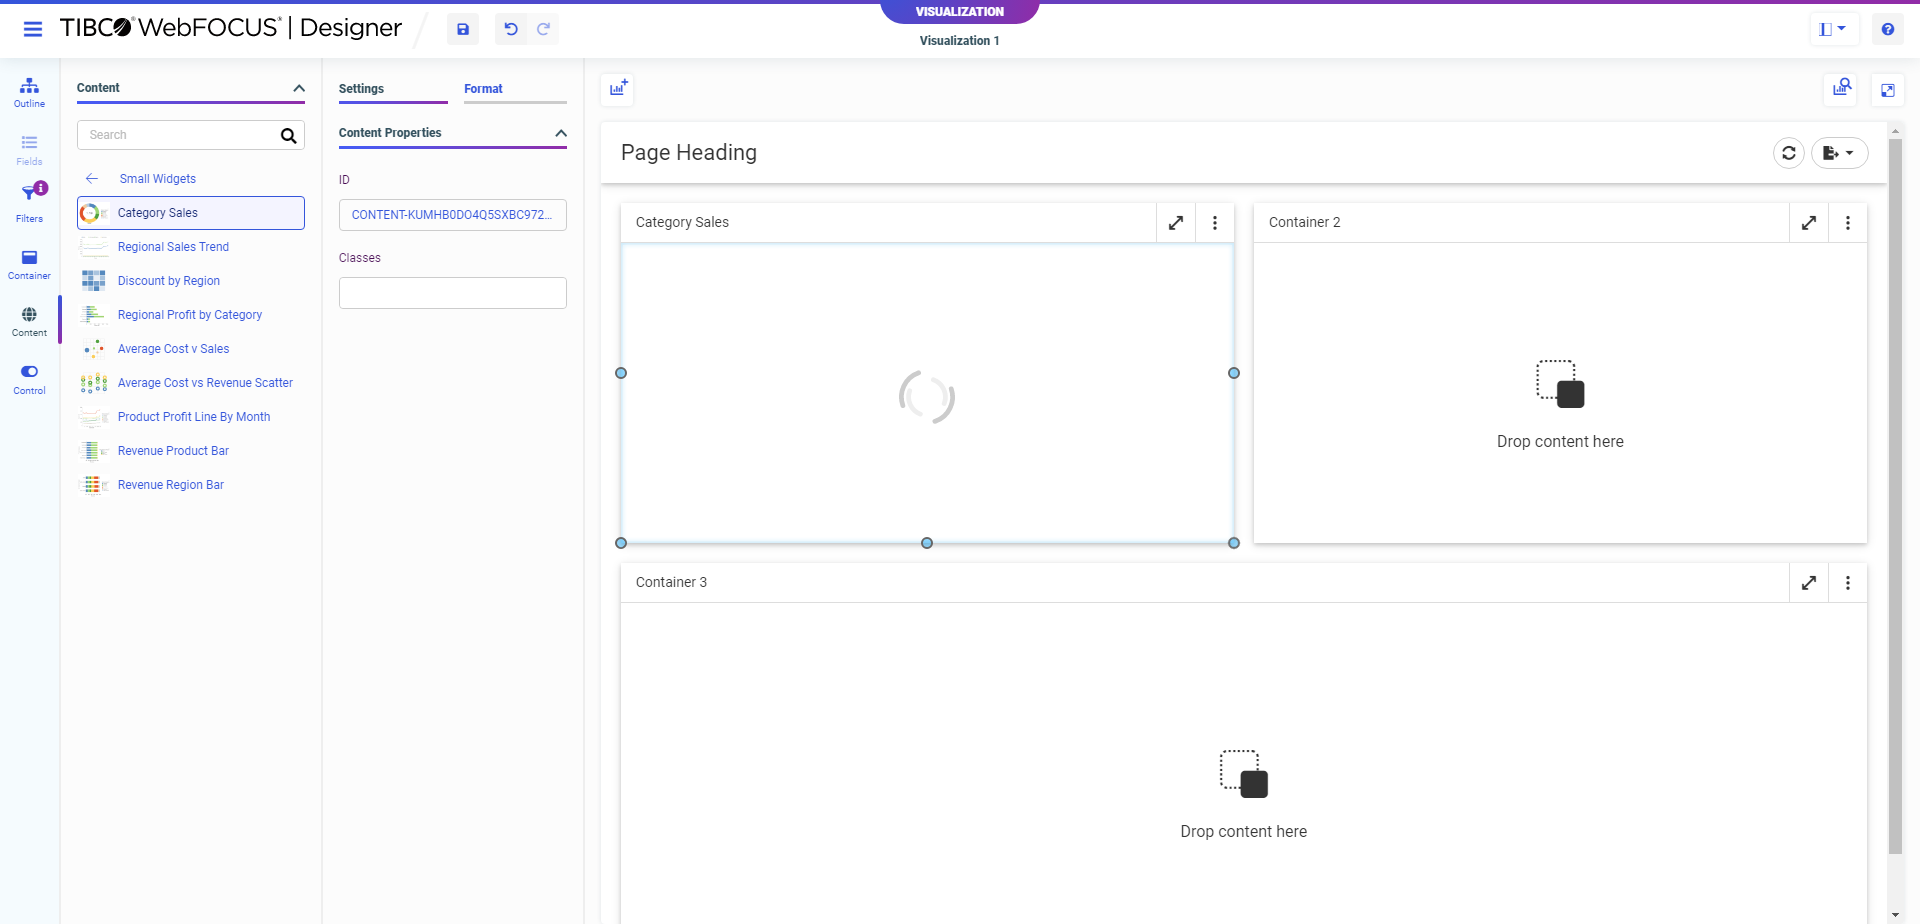 VISUALIZATION
TIBCO WebFOCUS | Designer
Visualization 1
Outline
Fields
i
Filters
Container
Content
Control
Content
Search
Small Widgets
Category Sales
Regional Sales Trend
Discount by Region
Regional Profit by Category
Average Cost v Sales
Average Cost vs Revenue Scatter
Product Profit Line By Month
Revenue Product Bar
Revenue Region Bar
Settings
Format
Content Properties
ID
CONTENT-KUMHB0DO4Q5SXBC972...
Classes
Page Heading
Category Sales
Container 2
Drop content here
Container 3
Drop content here